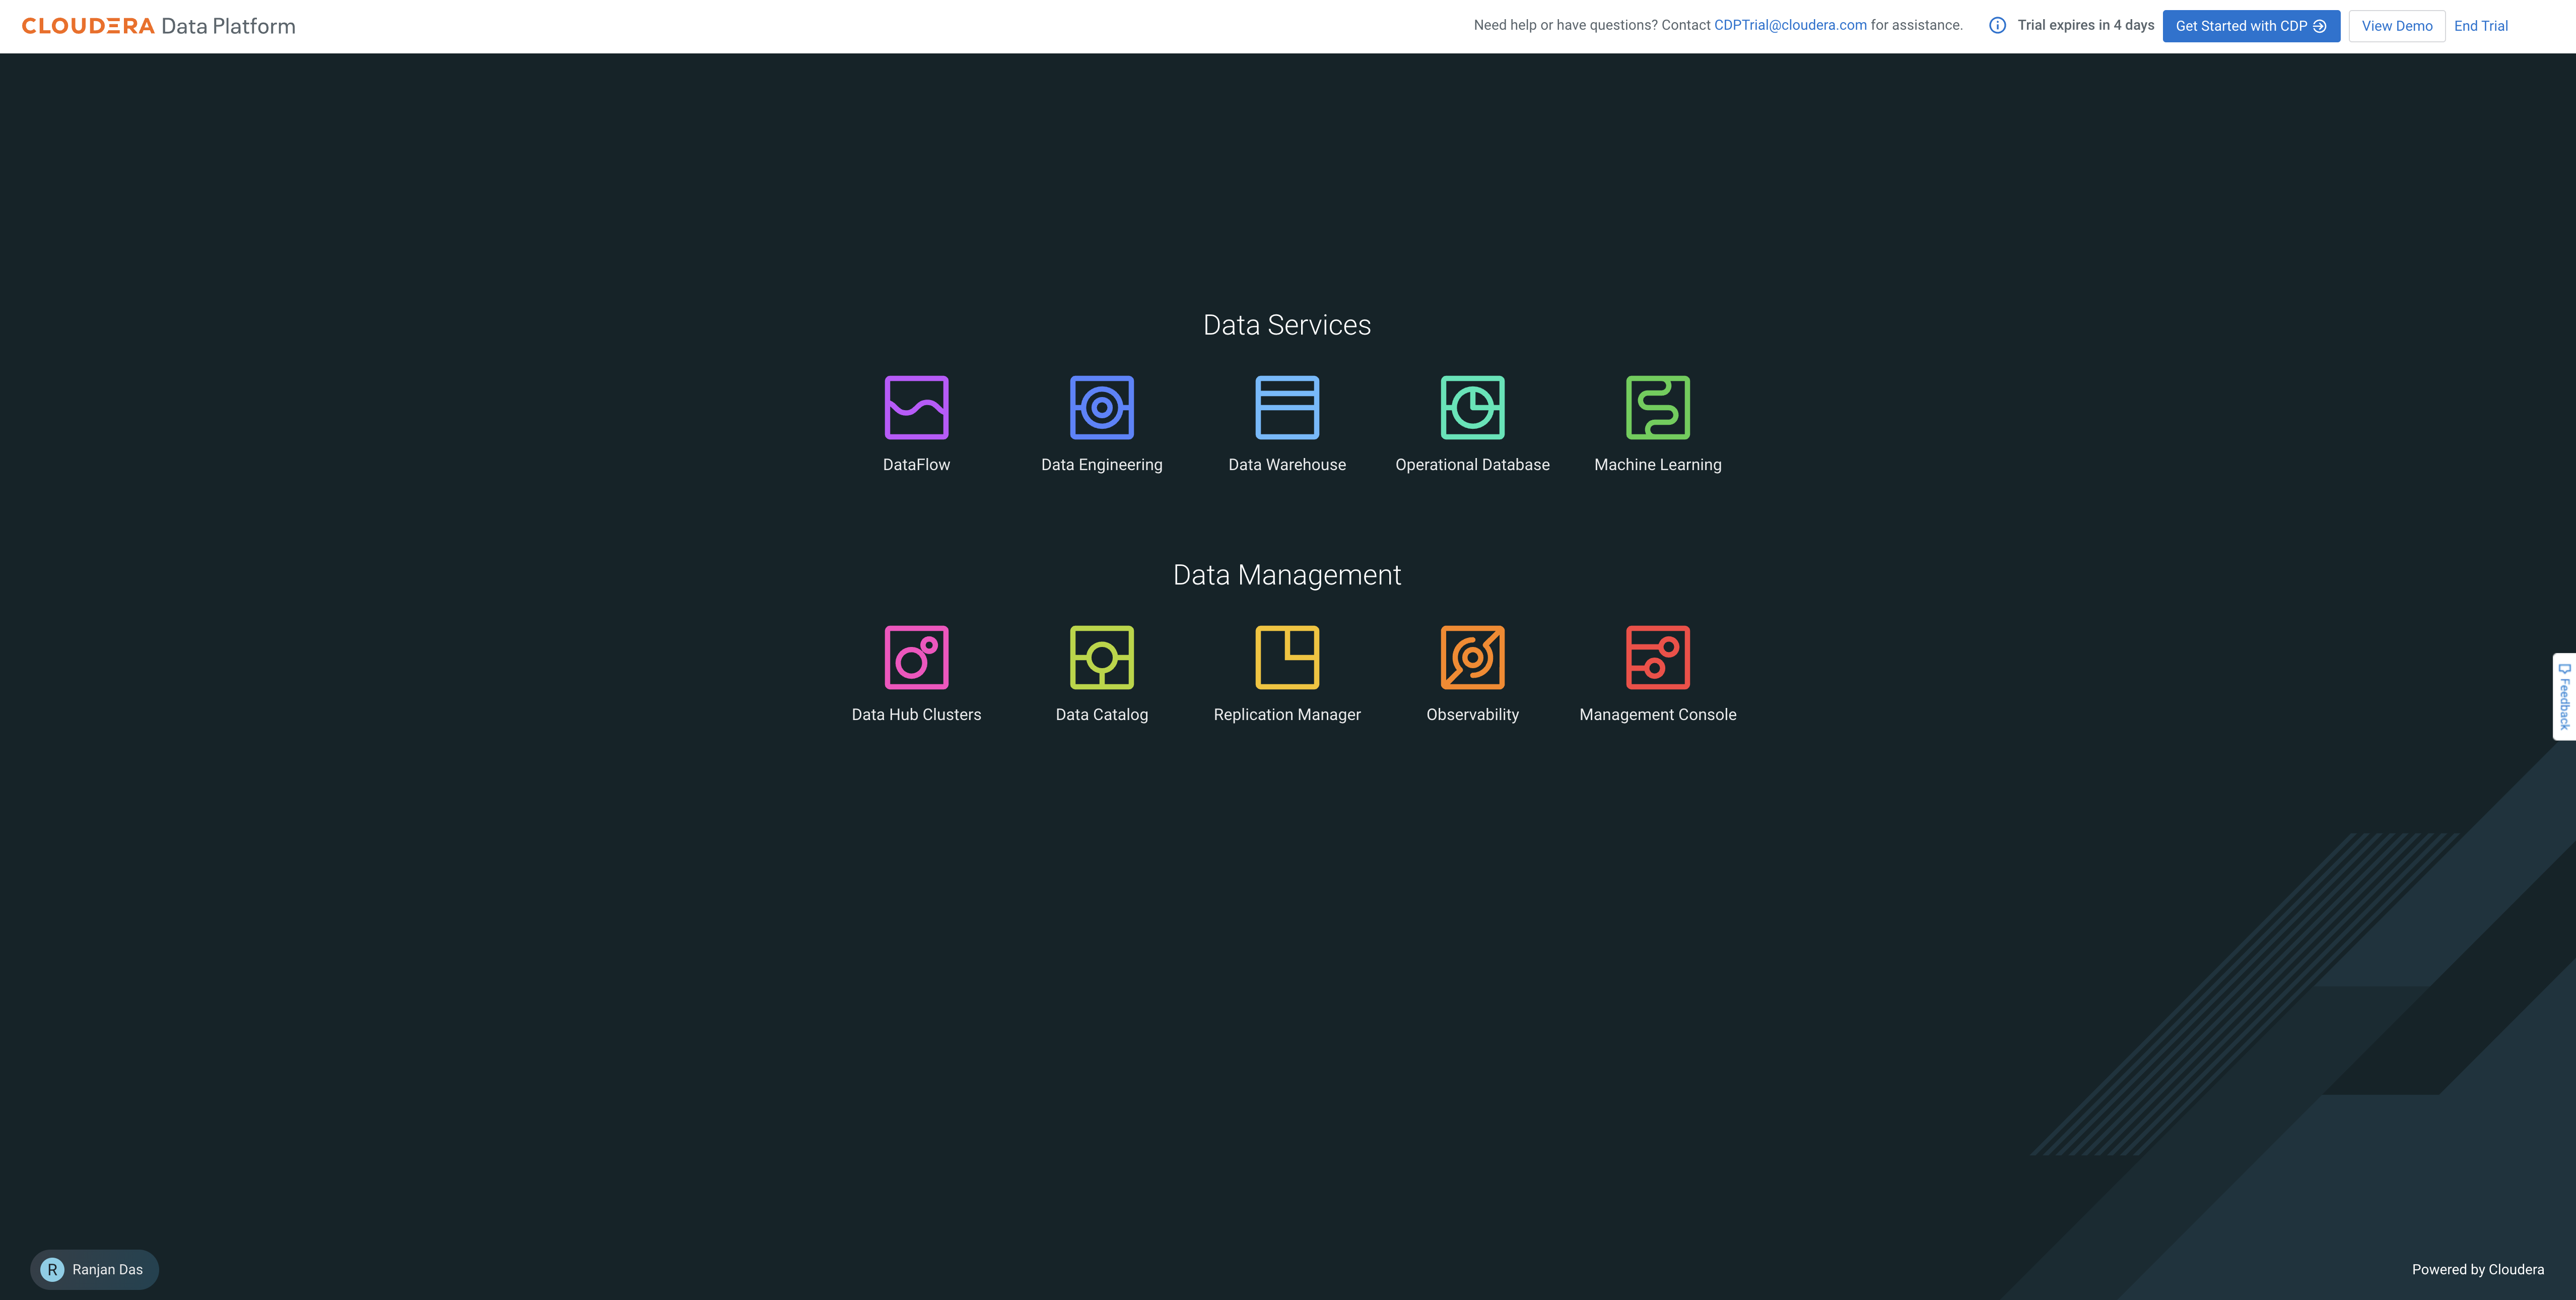 CLOUDERA Data Platform
Need help or have questions? Contact CDPTrial@cloudera.com for assistance.
Trial expires in 4 days
Get Started with CDP
View Demo
End Trial
Data Services
DataFlow
Data Engineering
Data Warehouse
Operational Database
Machine Learning
Data Management
Data Hub Clusters
Data Catalog
Replication Manager
Observability
Management Console
Feedback
R Ranjan Das
Powered by Cloudera